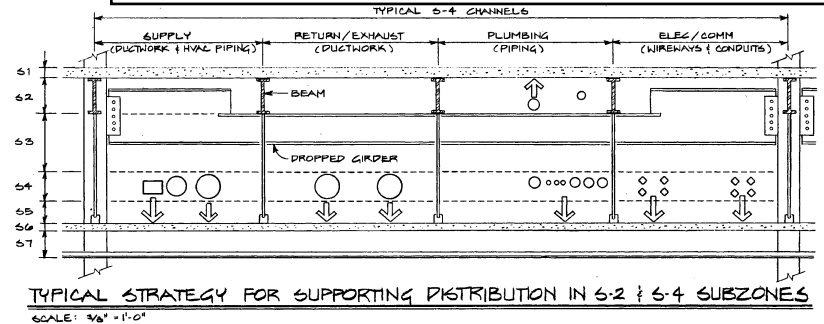 TYPICAL S-4 CHANNELS
SUPPLY
(DUCTWORK & HVAC PIPING)
RETURN/EXHAUST
(DUCTWORK)
PLUMBING
(PIPING)
ELEC/COMM
(WIREWAYS & CONDUITS)
S1
S2
BEAM
S3
DROPPED GIRDER
S4
S5
S6
S7
TYPICAL STRATEGY FOR SUPPORTING DISTRIBUTION IN S-2 & S-4 SUBZONES
SCALE: 3/8" = 1'-0"